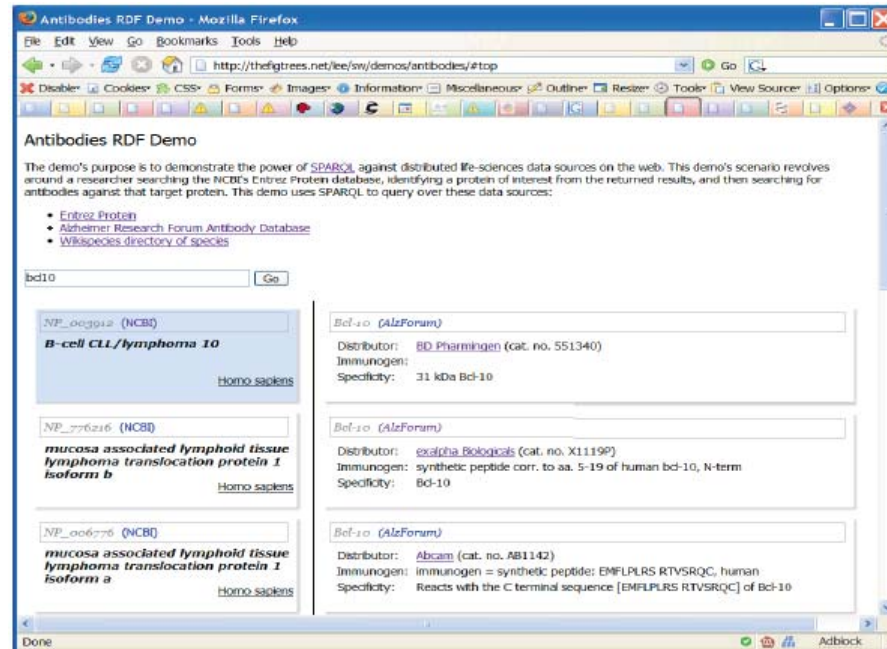 Antibodies RDF Demo - Mozilla Firefox
File Edit View Go Bookmarks Tools Help
http://thefigtrees.net/lee/sw/demos/antibodies/#top
Go
Disable Cookies CSS Forms Images Information Miscellaneous Outline Resize Tools View Source Options
Antibodies RDF Demo
The demo's purpose is to demonstrate the power of SPARQL against distributed life-sciences data sources on the web. This demo's scenario revolves
around a researcher searching the NCBI's Entrez Protein database, identifying a protein of interest from the returned results, and then searching for
antibodies against that target protein. This demo uses SPARQL to query over these data sources:
• Entrez Protein
• Alzheimer Research Forum Antibody Database
• Wikispecies directory of species
bcl10
Go
NP_003912 (NCBI)
B-cell CLL/lymphoma 10
Homo sapiens
NP_776216 (NCBI)
mucosa associated lymphoid tissue
lymphoma translocation protein 1
isoform b
Homo sapiens
NP_006776 (NCBI)
mucosa associated lymphoid tissue
lymphoma translocation protein 1
isoform a
Homo sapiens
Bcl-10 (AlzForum)
Distributor: BD Pharmingen (cat. no. 551340)
Immunogen:
Specificity: 31 kDa Bcl-10
Bcl-10 (AlzForum)
Distributor: exalpha Biologicals (cat. no. X1119P)
Immunogen: synthetic peptide corr. to aa. 5-19 of human bcl-10, N-term
Specificity: Bcl-10
Bcl-10 (AlzForum)
Distributor: Abcam (cat. no. AB1142)
Immunogen: immunogen = synthetic peptide: EMFLPLRS RTVSRQC, human
Specificity: Reacts with the C terminal sequence [EMFLPLRS RTVSRQC] of Bcl-10
Done
Adblock